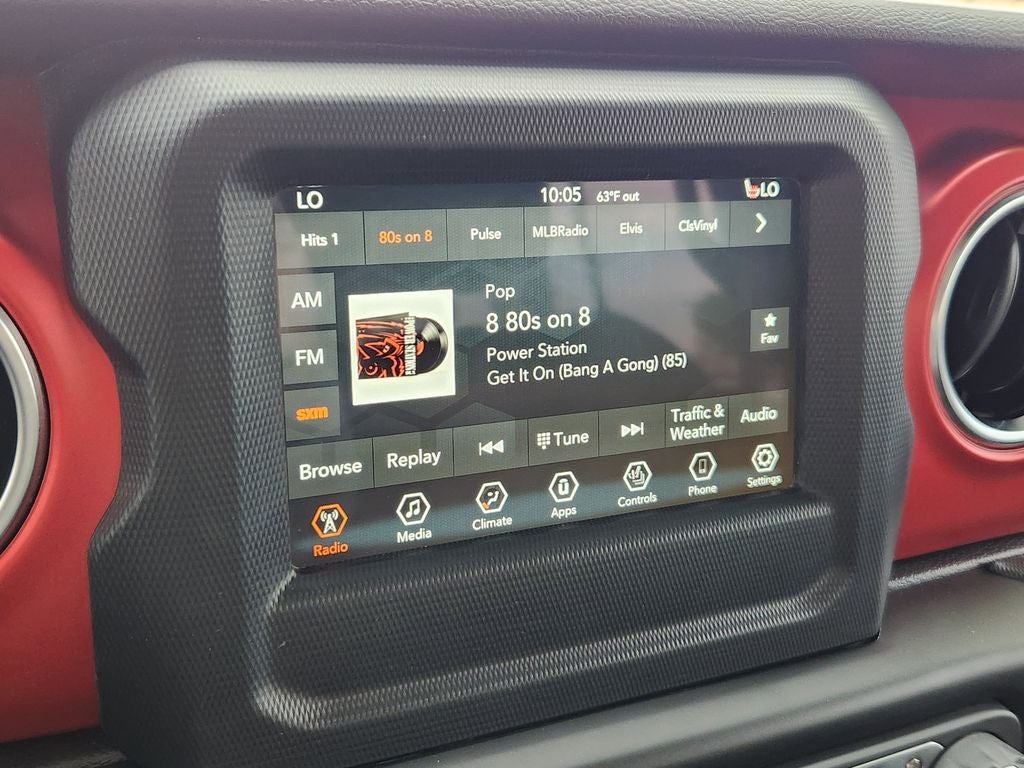 LO 10:05 63°F out LO
Hits 1 80s on 8 Pulse MLBRadio Elvis ClsVinyl
AM
FM
sxm
Pop
8 80s on 8
Power Station
Get It On (Bang A Gong) (85)
Fav
Browse Replay Tune Traffic & Weather Audio
Radio Media Climate Apps Controls Phone Settings